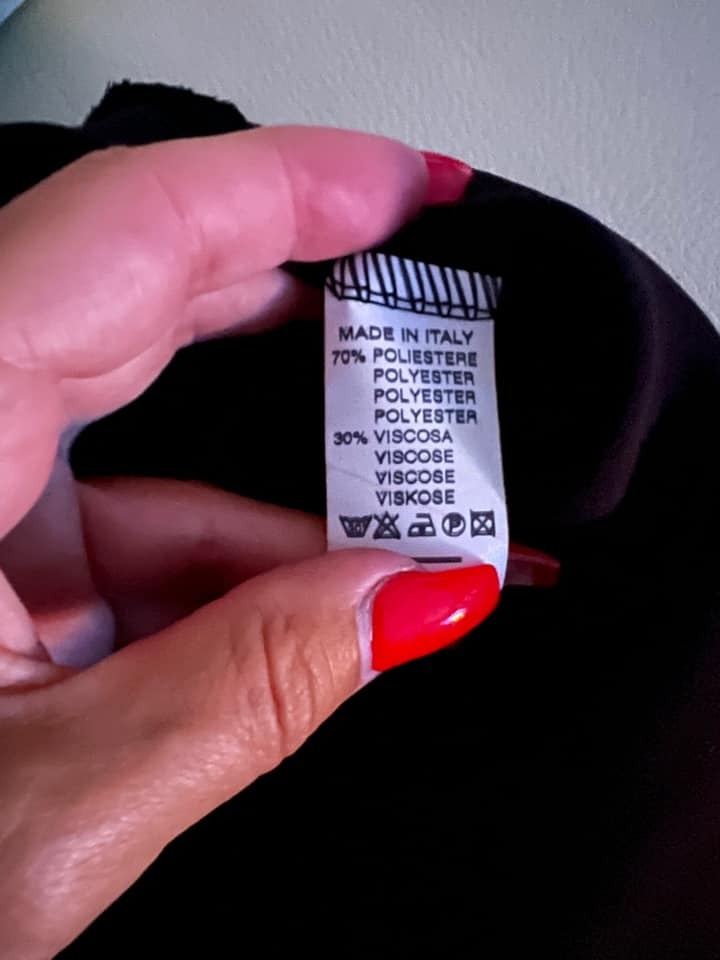 MADE IN ITALY
70% POLIESTERE
POLYESTER
POLYESTER
POLYESTER
30% VISCOSA
VISCOSE
VISCOSE
VISKOSE
P